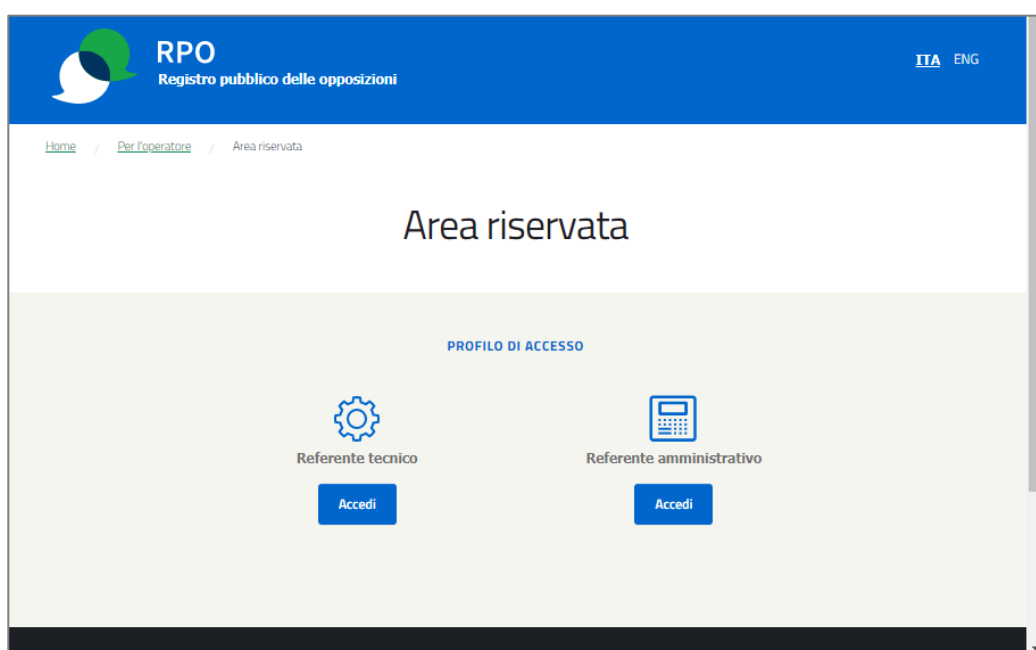 RPO
Registro pubblico delle opposizioni
ITA ENG
Home / Per l'operatore / Area riservata
Area riservata
PROFILO DI ACCESSO
Referente tecnico
Referente amministrativo
Accedi
Accedi